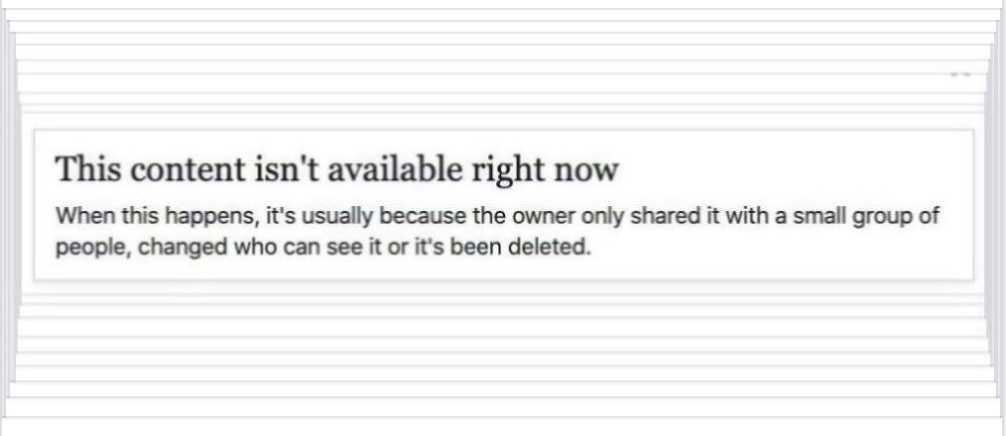 This content isn't available right now
When this happens, it's usually because the owner only shared it with a small group of
people, changed who can see it or it's been deleted.